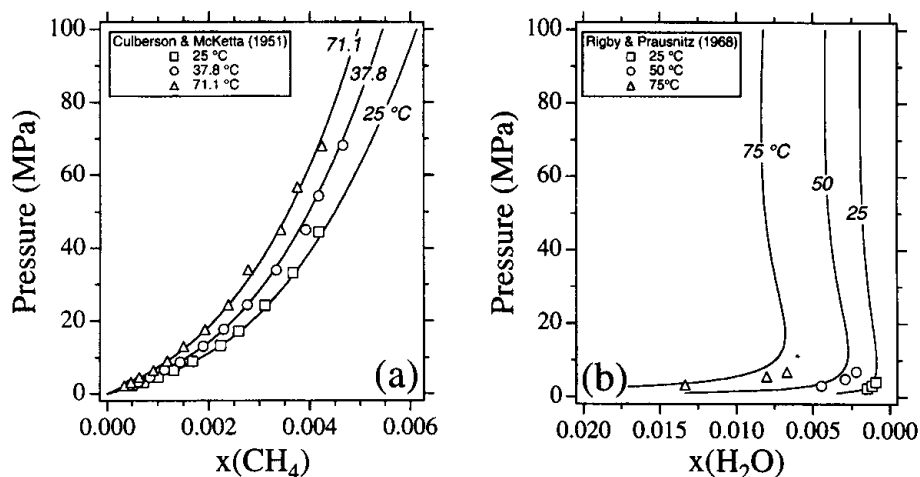 Culberson & McKetta (1951)
25 °C
37.8 °C
71.1 °C
71.1
37.8
25 °C
100
80
60
40
20
0
Pressure (MPa)
0.000
0.002
0.004
0.006
x(CH4)
(a)
Rigby & Prausnitz (1968)
25 °C
50 °C
75°C
75 °C
50
25
100
80
60
40
20
0
Pressure (MPa)
0.020
0.015
0.010
0.005
0.000
x(H2O)
(b)